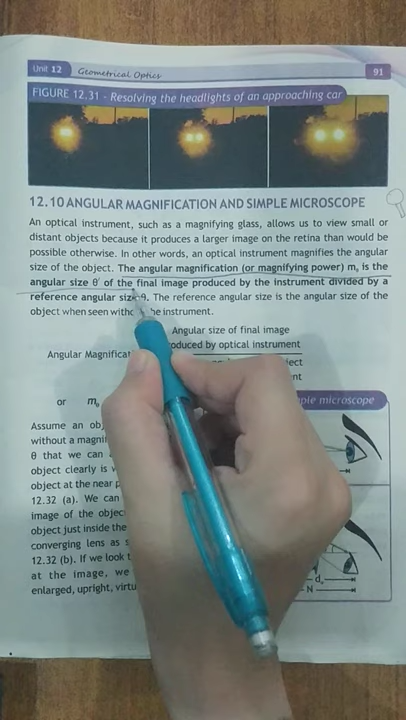 Unit 12 Geometrical Optics 91
FIGURE 12.31 - Resolving the headlights of an approaching car
12.10 ANGULAR MAGNIFICATION AND SIMPLE MICROSCOPE
An optical instrument, such as a magnifying glass, allows us to view small or
distant objects because it produces a larger image on the retina than would be
possible otherwise. In other words, an optical instrument magnifies the angular
size of the object. The angular magnification (or magnifying power) mₐ is the
angular size θ' of the final image produced by the instrument divided by a
reference angular size θ. The reference angular size is the angular size of the
object when seen without the instrument.
Angular size of final image
produced by optical instrument
Angular Magnificat
or
ple microscope
Assume an obj
without a magni
θ that we can
object clearly is
object at the near p
12.32 (a). We can
image of the objec
object just inside the
converging lens as s
12.32 (b). If we look t
at the image, we
enlarged, upright, virtu
N